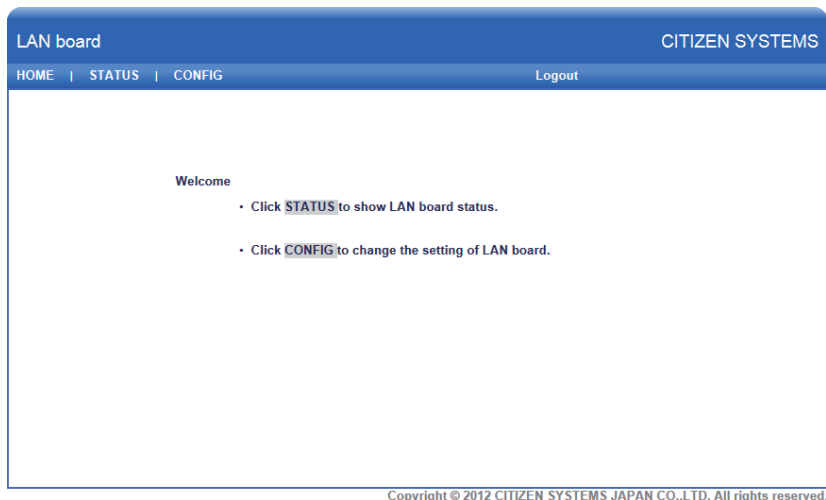 LAN board CITIZEN SYSTEMS
HOME | STATUS | CONFIG Logout
Welcome
• Click STATUS to show LAN board status.
• Click CONFIG to change the setting of LAN board.
Copyright © 2012 CITIZEN SYSTEMS JAPAN CO.,LTD. All rights reserved.